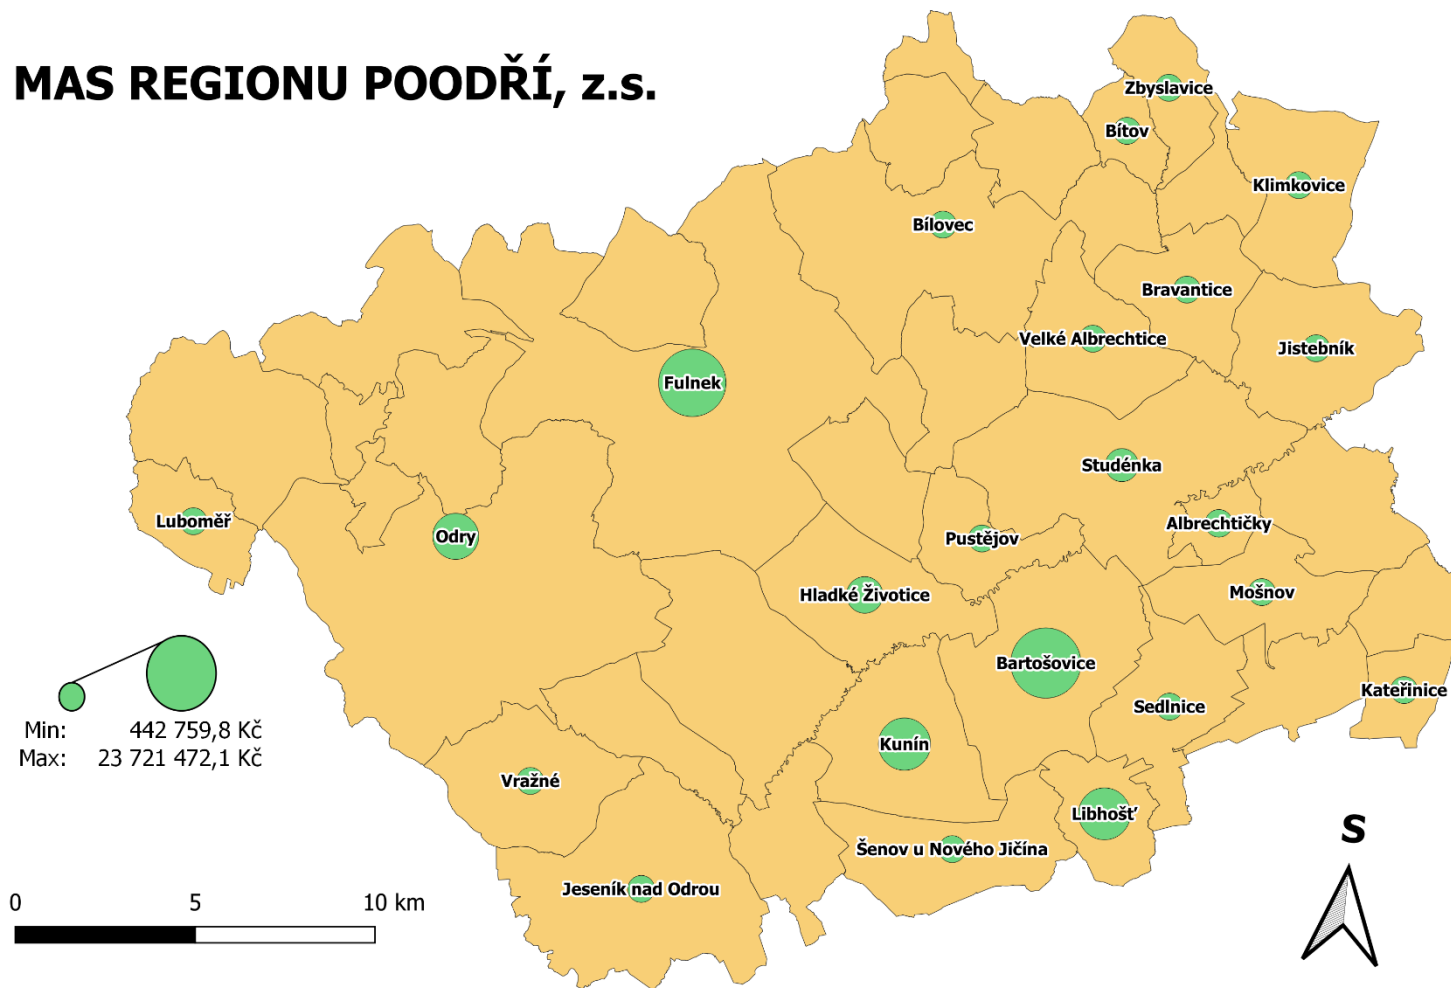 MAS REGIONU POODŘÍ, z.s.
Zbyslavice
Bítov
Klimkovice
Bílovec
Bravantice
Velké Albrechtice
Jistebník
Fulnek
Studénka
Luboměř
Albrechtičky
Odry
Pustějov
Hladké Životice
Mošnov
Bartošovice
Kateřinice
Sedlnice
Min: 442 759,8 Kč
Max: 23 721 472,1 Kč
Kunín
Vražné
Libhošť
Šenov u Nového Jičína
S
Jeseník nad Odrou
0 5 10 km